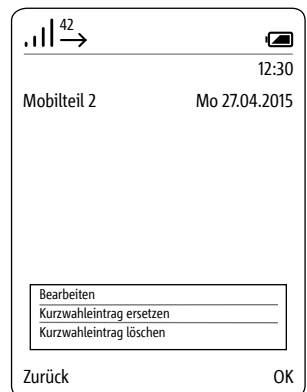 42
12:30
Mobilteil 2 Mo 27.04.2015
Bearbeiten
Kurzwahleintrag ersetzen
Kurzwahleintrag löschen
Zurück OK